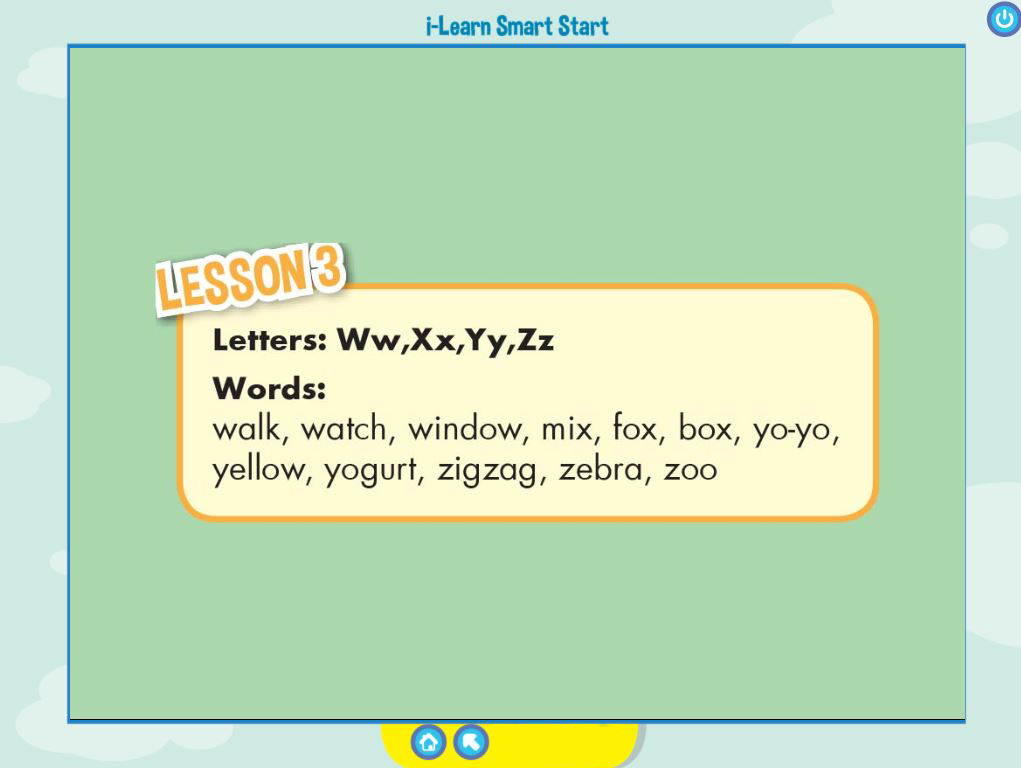 i-Learn Smart Start
LESSON 3
Letters: Ww,Xx,Yy,Zz
Words:
walk, watch, window, mix, fox, box, yo-yo,
yellow, yogurt, zigzag, zebra, zoo